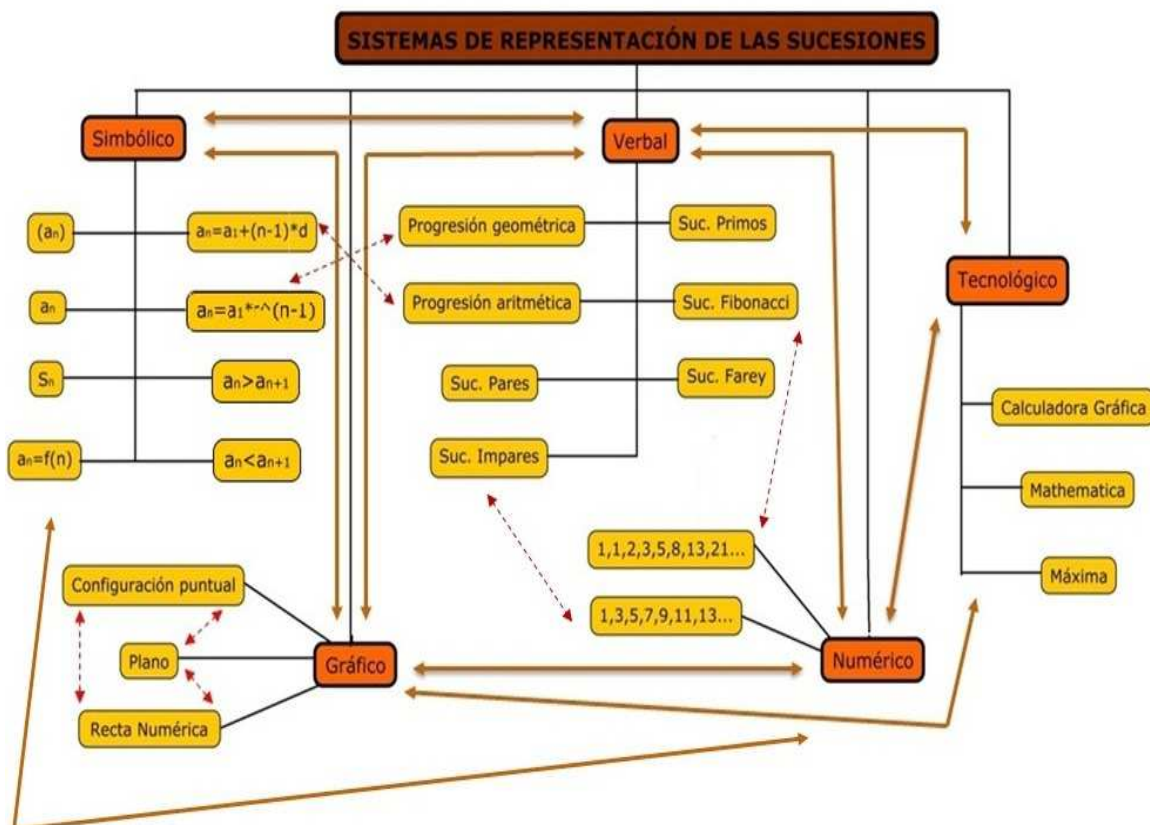 SISTEMAS DE REPRESENTACIÓN DE LAS SUCESIONES
Simbólico
(an)
an=a1+(n-1)*d
an
an=a1*r^(n-1)
Sn
an>an+1
an=f(n)
an<an+1
Verbal
Progresión geométrica
Suc. Primos
Progresión aritmética
Suc. Fibonacci
Suc. Pares
Suc. Farey
Suc. Impares
Tecnológico
Calculadora Gráfica
Mathematica
Máxima
Gráfico
Configuración puntual
Plano
Recta Numérica
Numérico
1,1,2,3,5,8,13,21...
1,3,5,7,9,11,13...